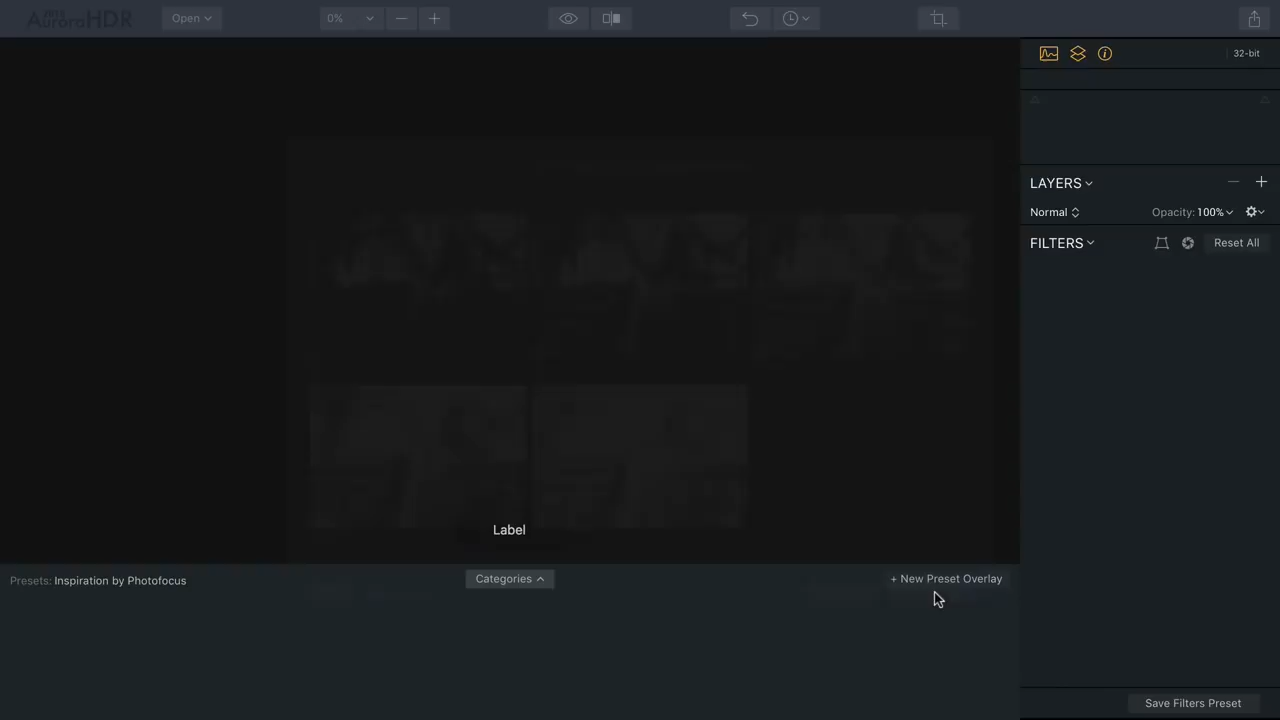 AuroraHDR
Open
0%
32-bit
LAYERS
Normal
Opacity: 100%
FILTERS
Reset All
Label
Presets: Inspiration by Photofocus
Categories
+ New Preset Overlay
Save Filters Preset